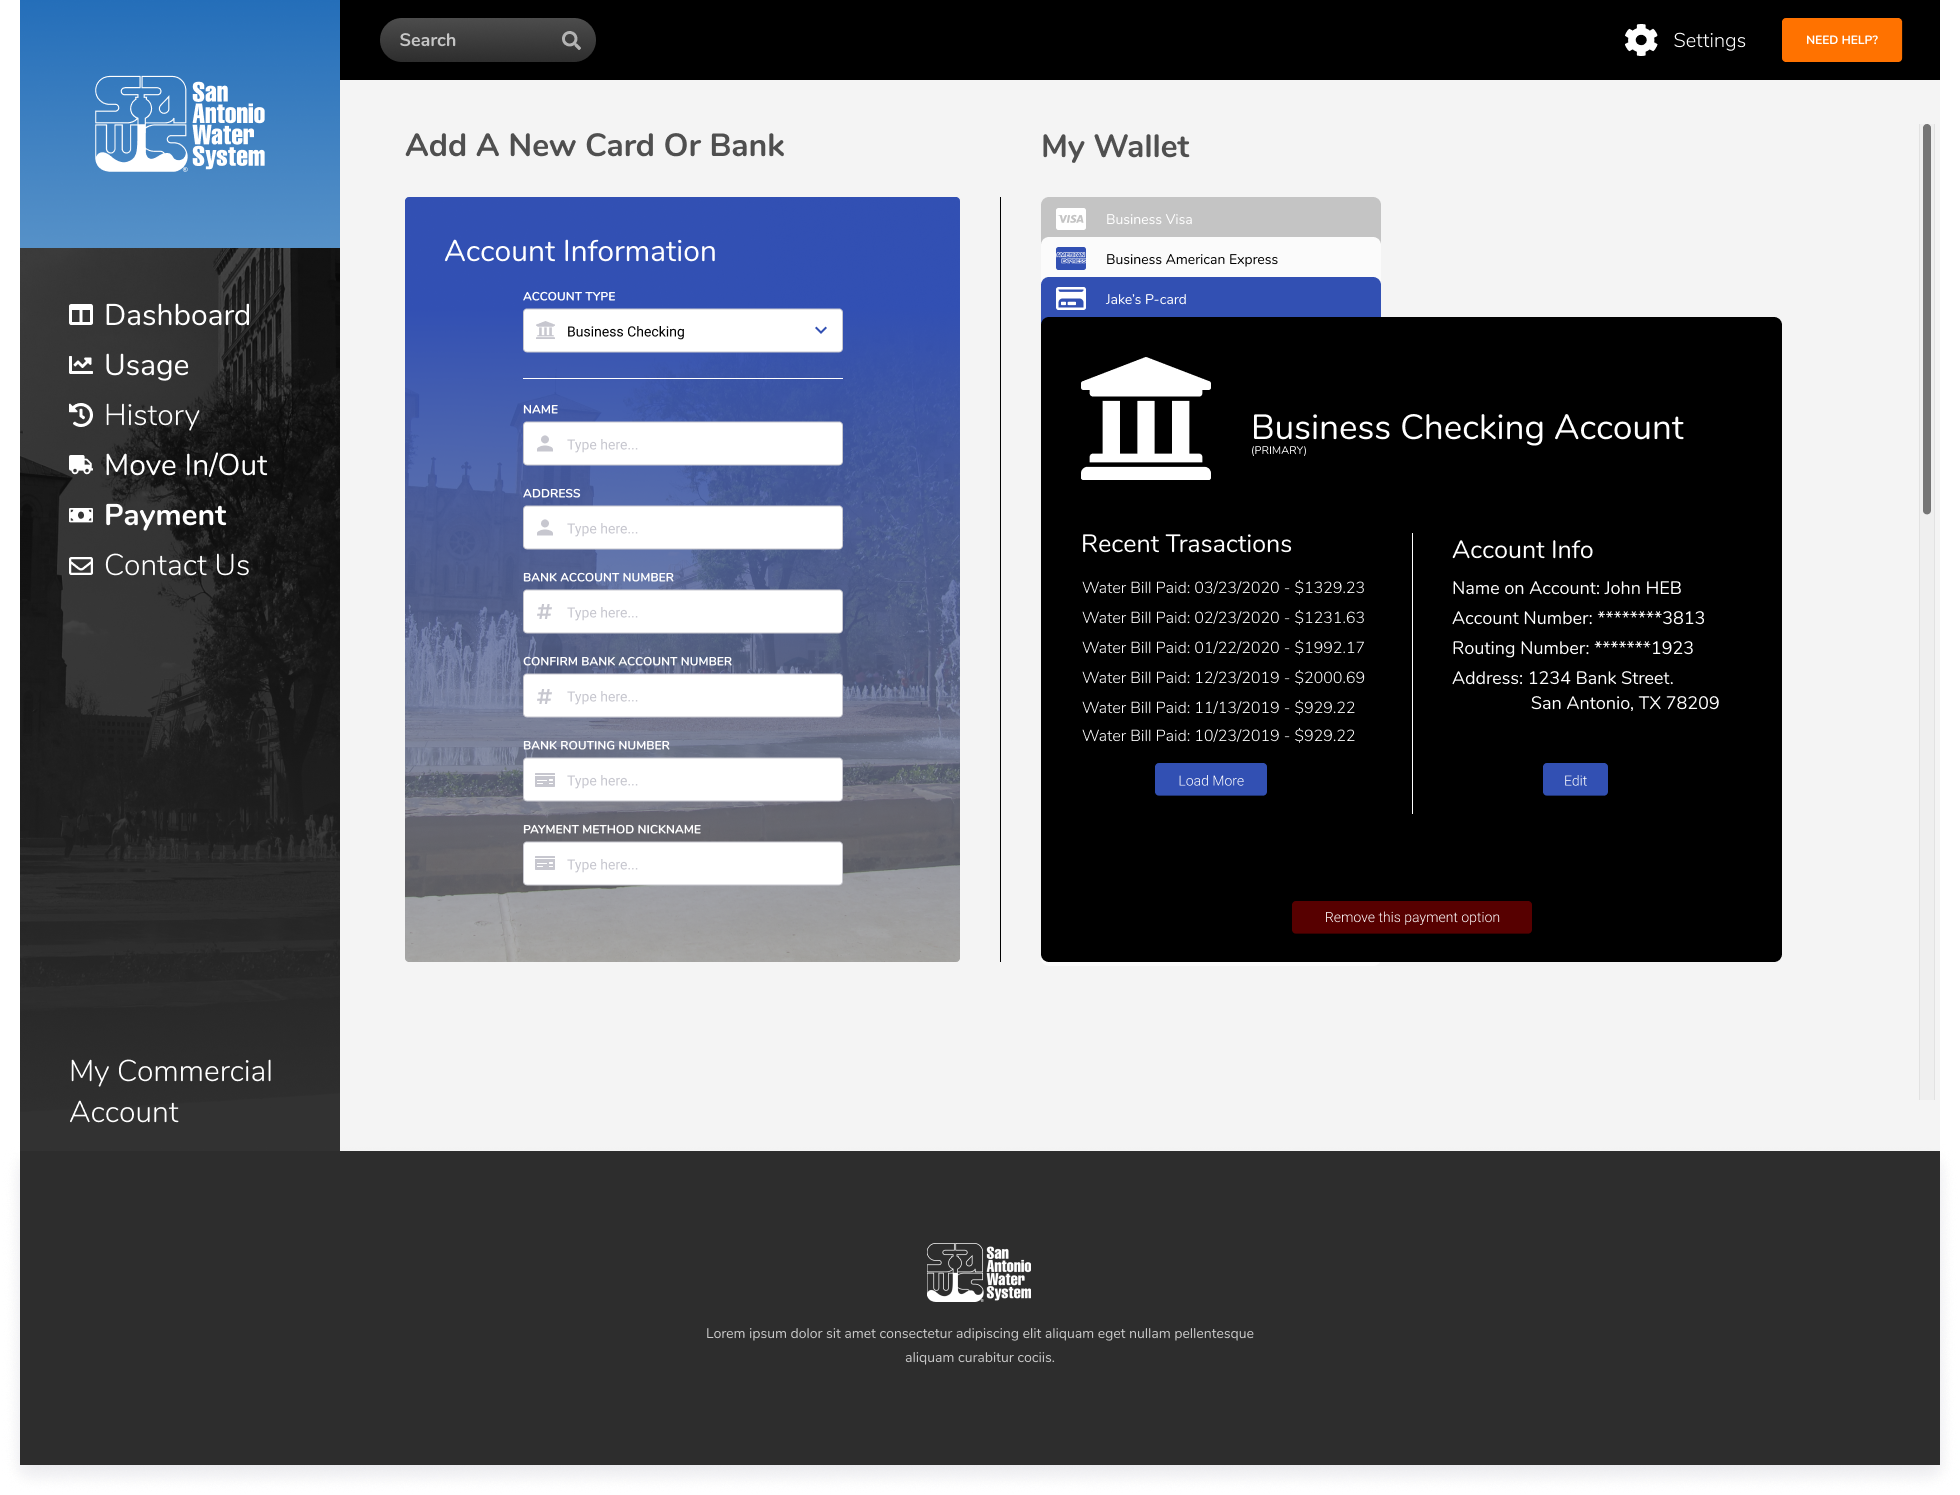 San
Antonio
Water
System
Search
Settings
NEED HELP?
Dashboard
Usage
History
Move In/Out
Payment
Contact Us
My Commercial
Account
Add A New Card Or Bank
Account Information
ACCOUNT TYPE
Business Checking
NAME
Type here...
ADDRESS
Type here...
BANK ACCOUNT NUMBER
Type here...
CONFIRM BANK ACCOUNT NUMBER
Type here...
BANK ROUTING NUMBER
Type here...
PAYMENT METHOD NICKNAME
Type here...
My Wallet
VISA Business Visa
AMERICAN EXPRESS Business American Express
Jake's P-card
Business Checking Account
(PRIMARY)
Recent Trasactions
Water Bill Paid: 03/23/2020 - $1329.23
Water Bill Paid: 02/23/2020 - $1231.63
Water Bill Paid: 01/22/2020 - $1992.17
Water Bill Paid: 12/23/2019 - $2000.69
Water Bill Paid: 11/13/2019 - $929.22
Water Bill Paid: 10/23/2019 - $929.22
Load More
Account Info
Name on Account: John HEB
Account Number: ********3813
Routing Number: *******1923
Address: 1234 Bank Street.
San Antonio, TX 78209
Edit
Remove this payment option
San
Antonio
Water
System
Lorem ipsum dolor sit amet consectetur adipiscing elit aliquam eget nullam pellentesque
aliquam curabitur cociis.